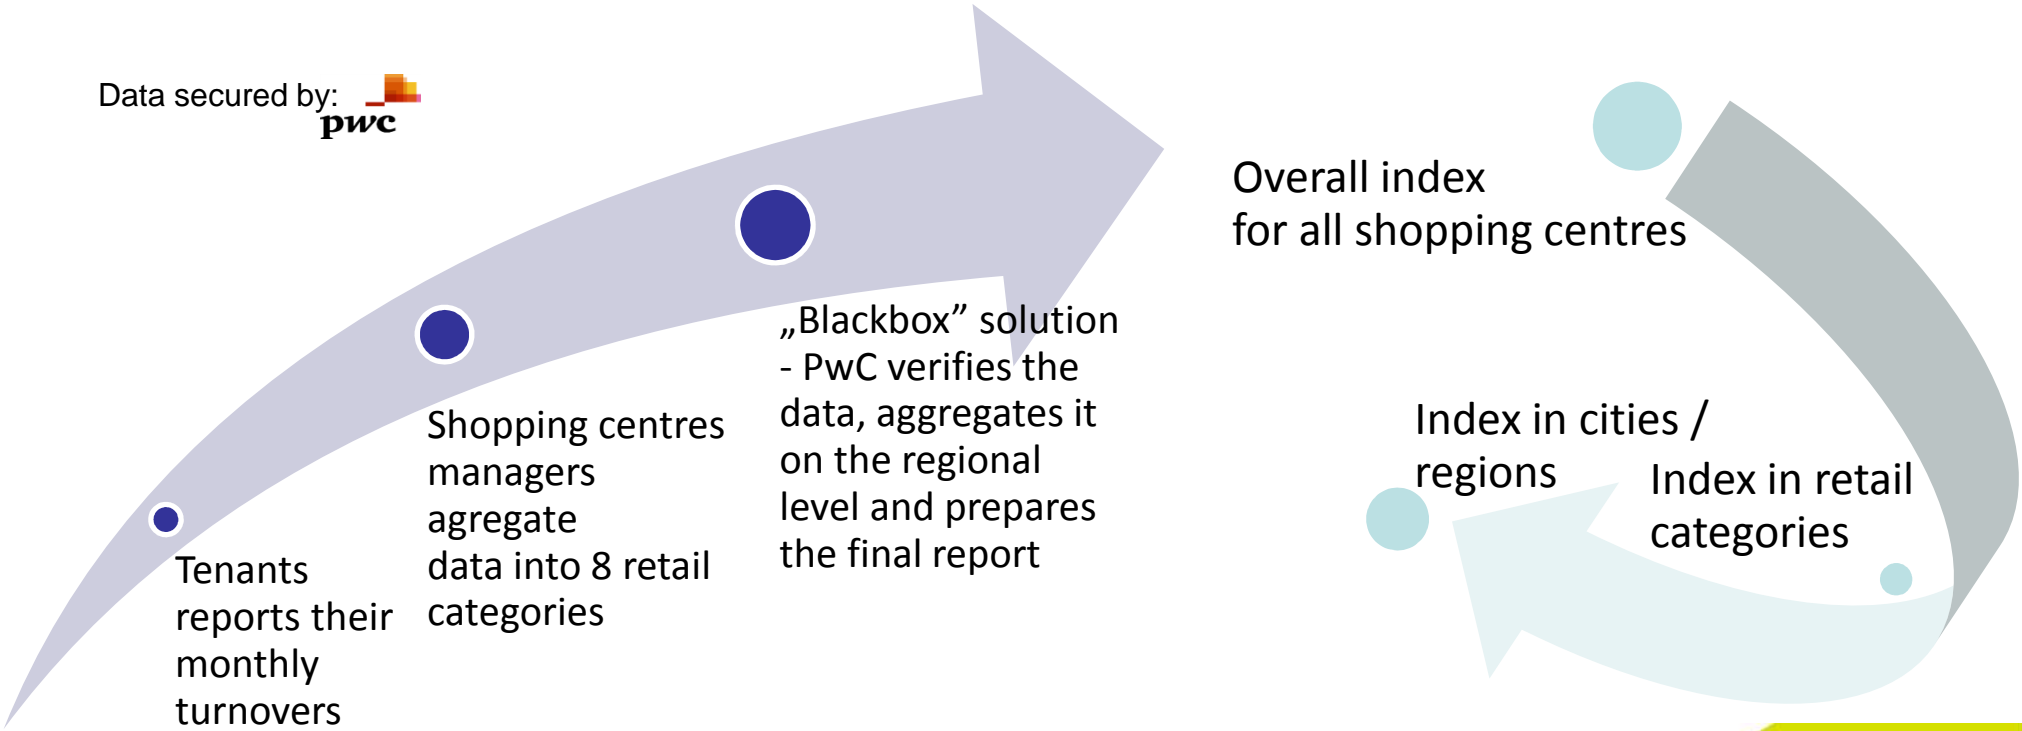 Data secured by:
pwc
Tenants
reports their
monthly
turnovers
Shopping centres
managers
agregate
data into 8 retail
categories
„Blackbox” solution
- PwC verifies the
data, aggregates it
on the regional
level and prepares
the final report
Overall index
for all shopping centres
Index in cities /
regions
Index in retail
categories